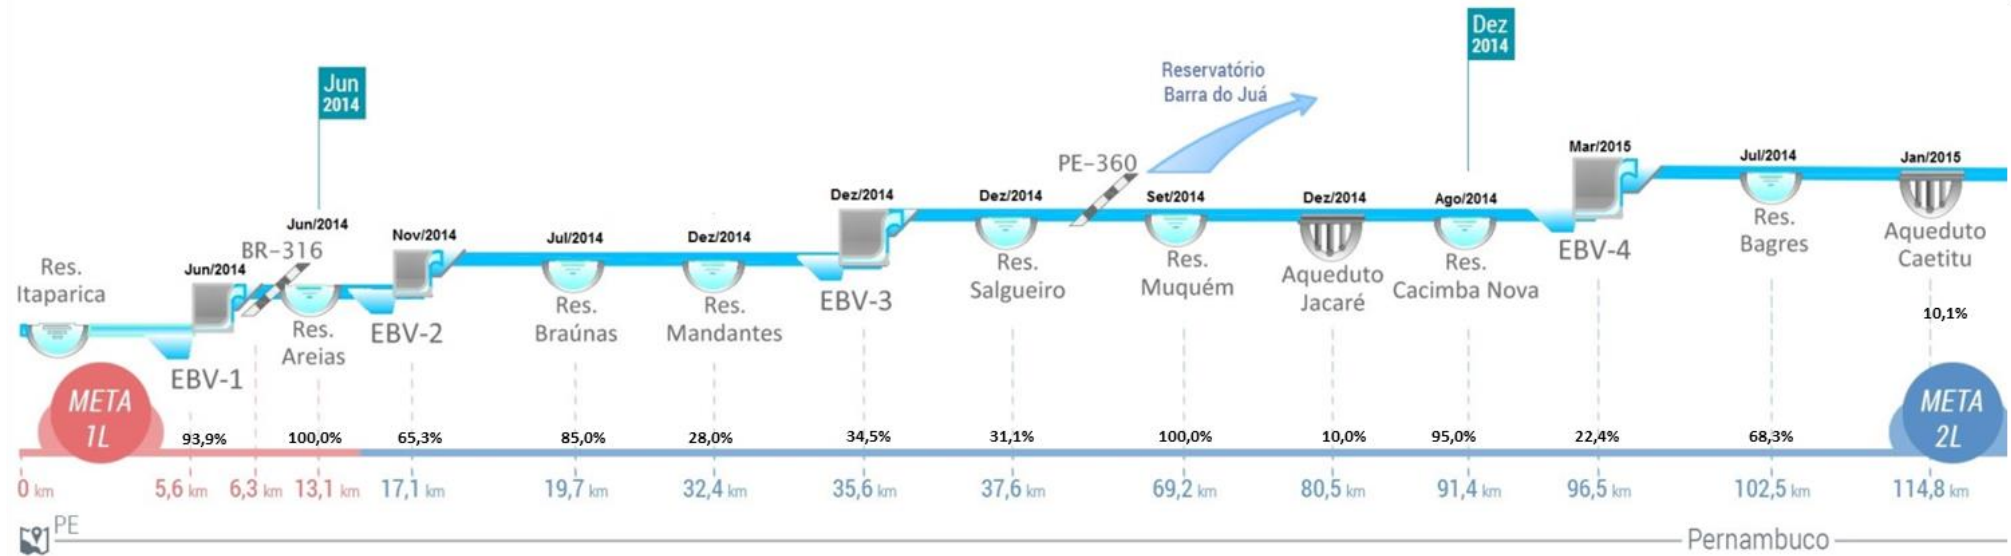 Dez
2014
Jun
2014
Reservatório
Barra do Juá
PE-360
Mar/2015
Jul/2014
Jan/2015
Dez/2014
Dez/2014
Set/2014
Dez/2014
Ago/2014
Jun/2014
Nov/2014
Jul/2014
Dez/2014
BR-316
Jun/2014
Res.
Itaparica
EBV-1
Res.
Areias
EBV-2
Res.
Braúnas
Res.
Mandantes
EBV-3
Res.
Salgueiro
Res.
Muquém
Aqueduto
Jacaré
Res.
Cacimba Nova
EBV-4
Res.
Bagres
Aqueduto
Caetitu
10,1%
META
1L
93,9%
100,0%
65,3%
85,0%
28,0%
34,5%
31,1%
100,0%
10,0%
95,0%
22,4%
68,3%
META
2L
0 km
5,6 km
6,3 km
13,1 km
17,1 km
19,7 km
32,4 km
35,6 km
37,6 km
69,2 km
80,5 km
91,4 km
96,5 km
102,5 km
114,8 km
PE
Pernambuco